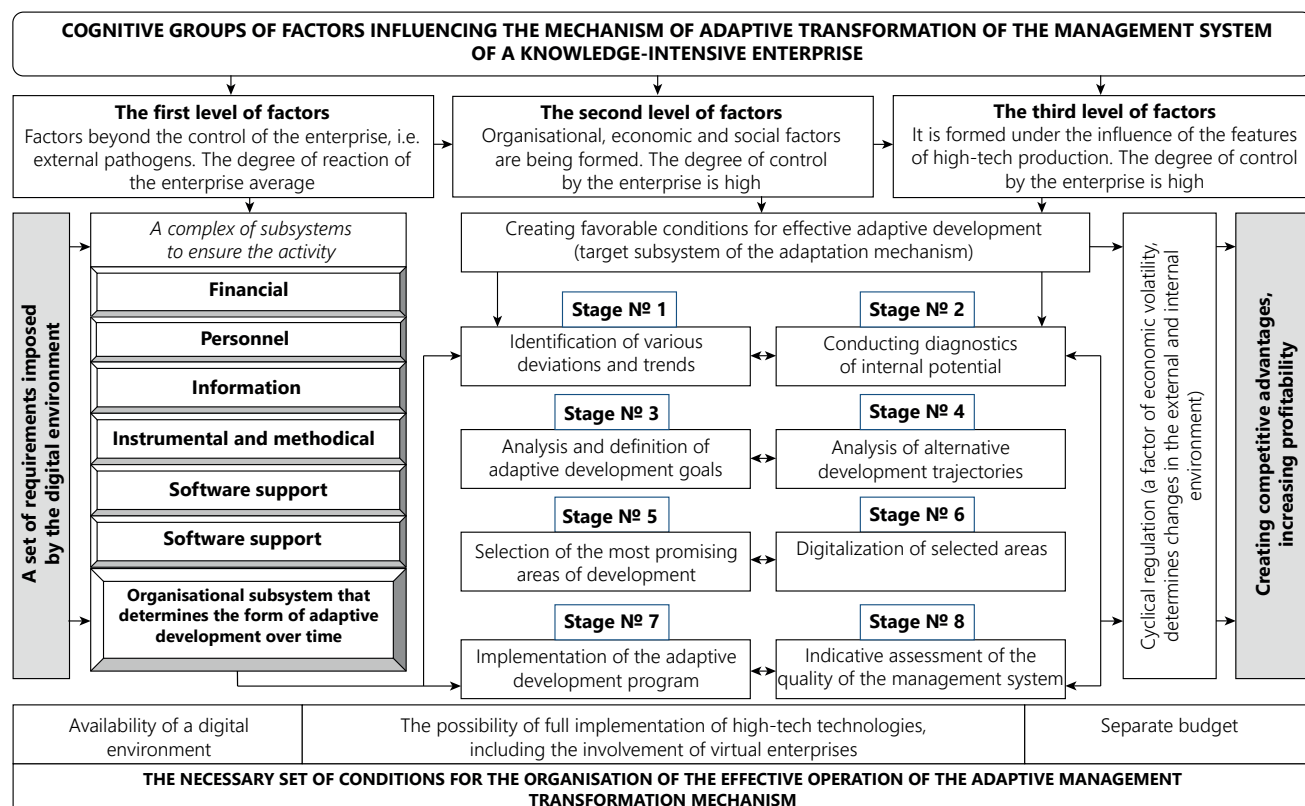 COGNITIVE GROUPS OF FACTORS INFLUENCING THE MECHANISM OF ADAPTIVE TRANSFORMATION OF THE MANAGEMENT SYSTEM
OF A KNOWLEDGE-INTENSIVE ENTERPRISE
The first level of factors
Factors beyond the control of the enterprise, i.e.
external pathogens. The degree of reaction of
the enterprise average
The second level of factors
Organisational, economic and social factors
are being formed. The degree of control
by the enterprise is high
The third level of factors
It is formed under the influence of the features
of high-tech production. The degree of control
by the enterprise is high
A set of requirements imposed
by the digital environment
A complex of subsystems
to ensure the activity
Financial
Personnel
Information
Instrumental and methodical
Software support
Software support
Organisational subsystem that
determines the form of adaptive
development over time
Creating favorable conditions for effective adaptive development
(target subsystem of the adaptation mechanism)
Stage № 1
Identification of various
deviations and trends
Stage № 2
Conducting diagnostics
of internal potential
Stage № 3
Analysis and definition of
adaptive development goals
Stage № 4
Analysis of alternative
development trajectories
Stage № 5
Selection of the most promising
areas of development
Stage № 6
Digitalization of selected areas
Stage № 7
Implementation of the adaptive
development program
Stage № 8
Indicative assessment of the
quality of the management system
Cyclical regulation (a factor of economic volatility,
determines changes in the external and internal
environment)
Creating competitive advantages,
increasing profitability
Availability of a digital
environment
The possibility of full implementation of high-tech technologies,
including the involvement of virtual enterprises
Separate budget
THE NECESSARY SET OF CONDITIONS FOR THE ORGANISATION OF THE EFFECTIVE OPERATION OF THE ADAPTIVE MANAGEMENT
TRANSFORMATION MECHANISM